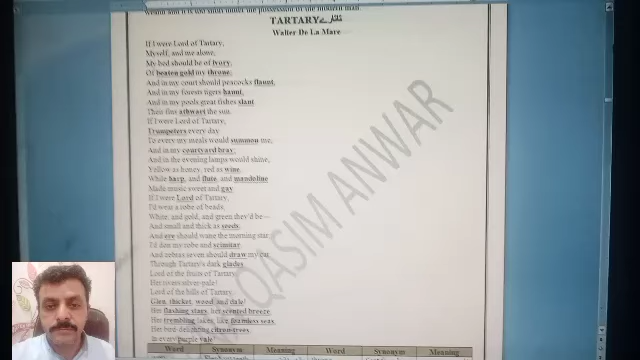 TARTARY
Walter De La Mare
If I were Lord of Tartary,
Myself, and me alone,
My bed should be of ivory,
Of beaten gold my throne;
And in my court should peacocks flaunt,
And in my forests tigers haunt,
And in my pools great fishes slant
Their fins athwart the sun.
If I were Lord of Tartary,
Trumpeters every day
To every my meals would summon me,
And in my courtyard bray;
And in the evening lamps would shine,
Yellow as honey, red as wine,
While harp, and flute, and mandoline
Made music sweet and gay
If I were Lord of Tartary,
I'd wear a robe of beads,
White, and gold, and green they'd be—
And small and thick as seeds;
And ere should wane the morning star
I'd don my robe and scimitar
And zebras seven should draw my car
Through Tartary's dark glades
Lord of the fruits of Tartary
Her rivers silver-pale!
Lord of the hills of Tartary
Glen, thicket, wood and dale!
Her flashing stars, her scented breeze
Her trembling lakes, like foamless seas
Her bird-delighting citron-trees
In every purple vale
Word Synonym Meaning Word Synonym Meaning
QASIM ANWAR